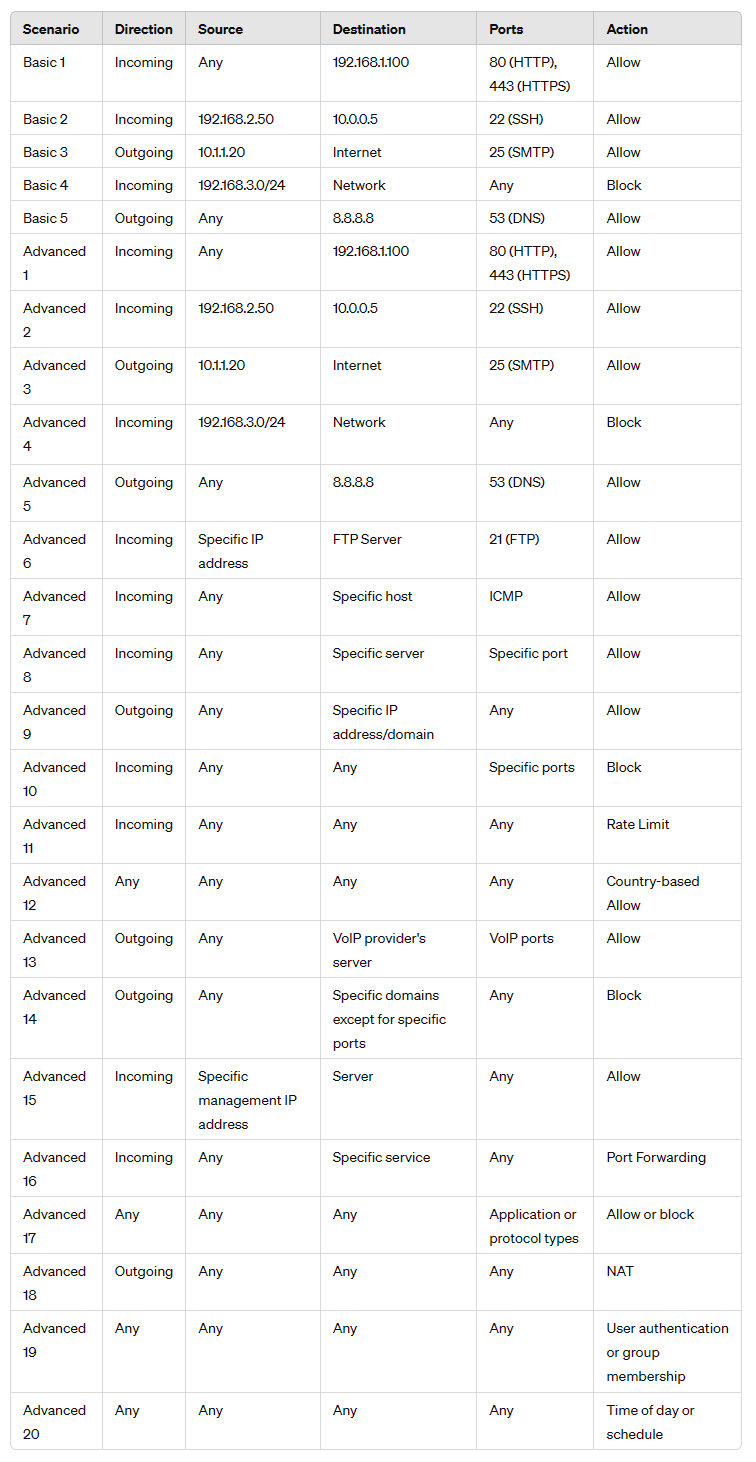 Scenario Direction Source Destination Ports Action
Basic 1 Incoming Any 192.168.1.100 80 (HTTP), Allow
443 (HTTPS)
Basic 2 Incoming 192.168.2.50 10.0.0.5 22 (SSH) Allow
Basic 3 Outgoing 10.1.1.20 Internet 25 (SMTP) Allow
Basic 4 Incoming 192.168.3.0/24 Network Any Block
Basic 5 Outgoing Any 8.8.8.8 53 (DNS) Allow
Advanced Incoming Any 192.168.1.100 80 (HTTP), Allow
1 443 (HTTPS)
Advanced Incoming 192.168.2.50 10.0.0.5 22 (SSH) Allow
2
Advanced Outgoing 10.1.1.20 Internet 25 (SMTP) Allow
3
Advanced Incoming 192.168.3.0/24 Network Any Block
4
Advanced Outgoing Any 8.8.8.8 53 (DNS) Allow
5
Advanced Incoming Specific IP FTP Server 21 (FTP) Allow
6 address
Advanced Incoming Any Specific host ICMP Allow
7
Advanced Incoming Any Specific server Specific port Allow
8
Advanced Outgoing Any Specific IP Any Allow
9 address/domain
Advanced Incoming Any Any Specific ports Block
10
Advanced Incoming Any Any Any Rate Limit
11
Advanced Any Any Any Any Country-based
12 Allow
Advanced Outgoing Any VoIP provider's VoIP ports Allow
13 server
Advanced Outgoing Any Specific domains Any Block
14 except for specific
ports
Advanced Incoming Specific Server Any Allow
15 management IP
address
Advanced Incoming Any Specific service Any Port Forwarding
16
Advanced Any Any Any Application or Allow or block
17 protocol types
Advanced Outgoing Any Any Any NAT
18
Advanced Any Any Any Any User authentication
19 or group
membership
Advanced Any Any Any Any Time of day or
20 schedule